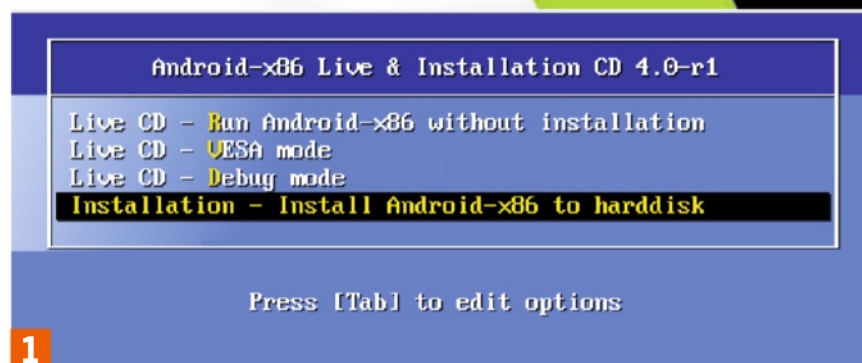 Android-x86 Live & Installation CD 4.0-r1
Live CD - Run Android-x86 without installation
Live CD - VESA mode
Live CD - Debug mode
Installation - Install Android-x86 to harddisk
Press [Tab] to edit options
1